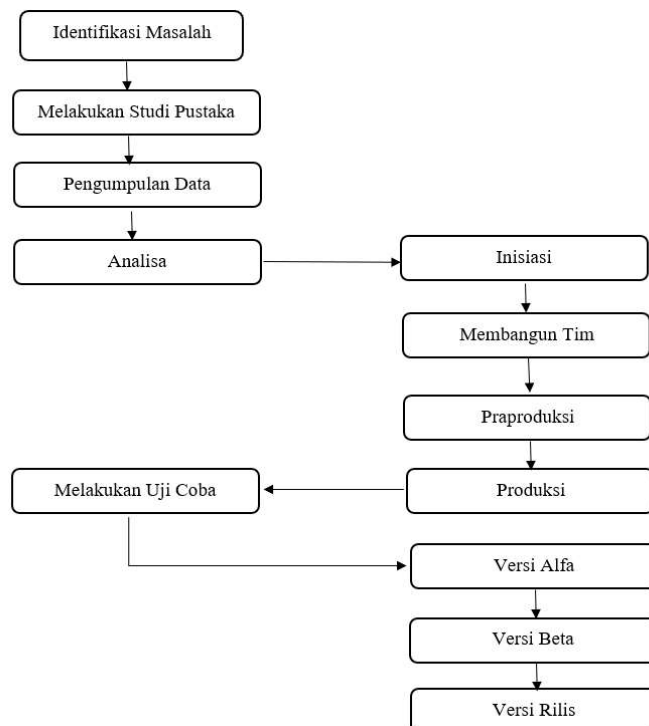 Identifikasi Masalah
Melakukan Studi Pustaka
Pengumpulan Data
Analisa
Inisiasi
Membangun Tim
Praproduksi
Produksi
Melakukan Uji Coba
Versi Alfa
Versi Beta
Versi Rilis